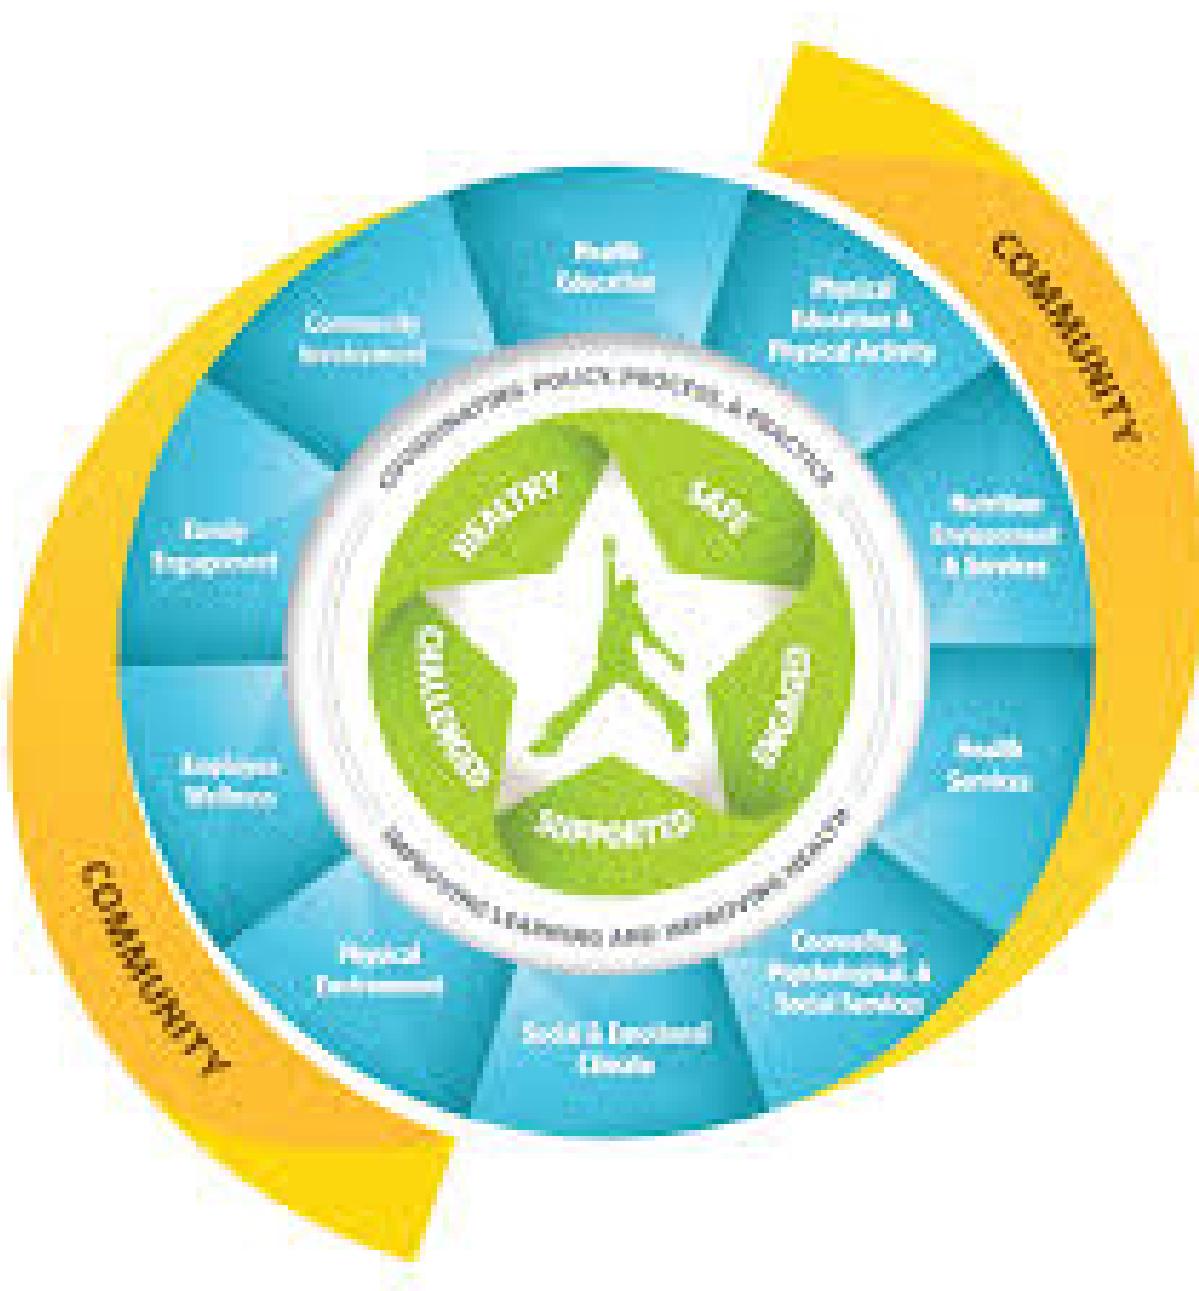 COMMUNITY
Health
Education
Physical
Education &
Physical Activity
Nutrition
Environment
& Services
Health
Services
Counseling,
Psychological, &
Social Services
Social & Emotional
Climate
Physical
Environment
Employee
Wellness
Family
Engagement
Community
Involvement
COORDINATING POLICY, PROCESS, & PRACTICE
HEALTHY
SAFE
ENGAGED
SUPPORTED
CHALLENGED
IMPROVING LEARNING AND IMPROVING HEALTH
COMMUNITY